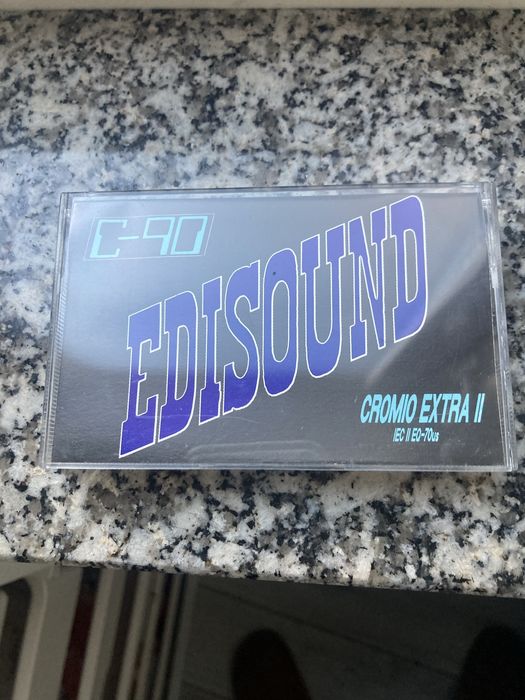 C-90
EDISOUND
CROMIO EXTRA II
IEC II EQ-70us